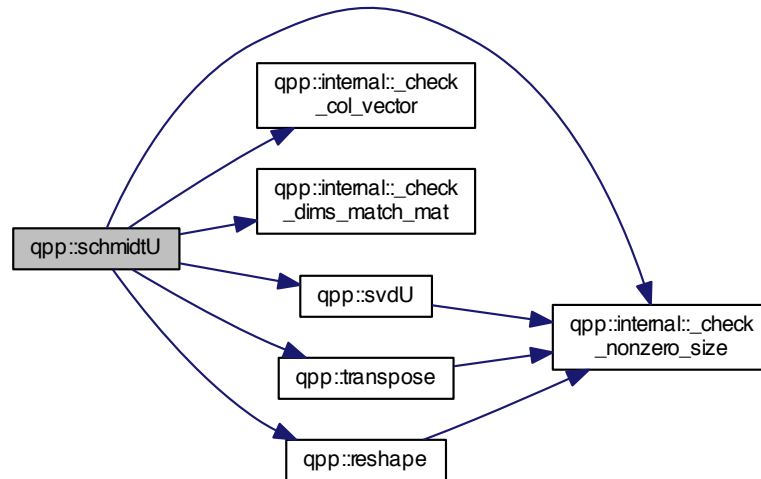 qpp::schmidtU
qpp::internal::_check
_col_vector
qpp::internal::_check
_dims_match_mat
qpp::svdU
qpp::transpose
qpp::reshape
qpp::internal::_check
_nonzero_size